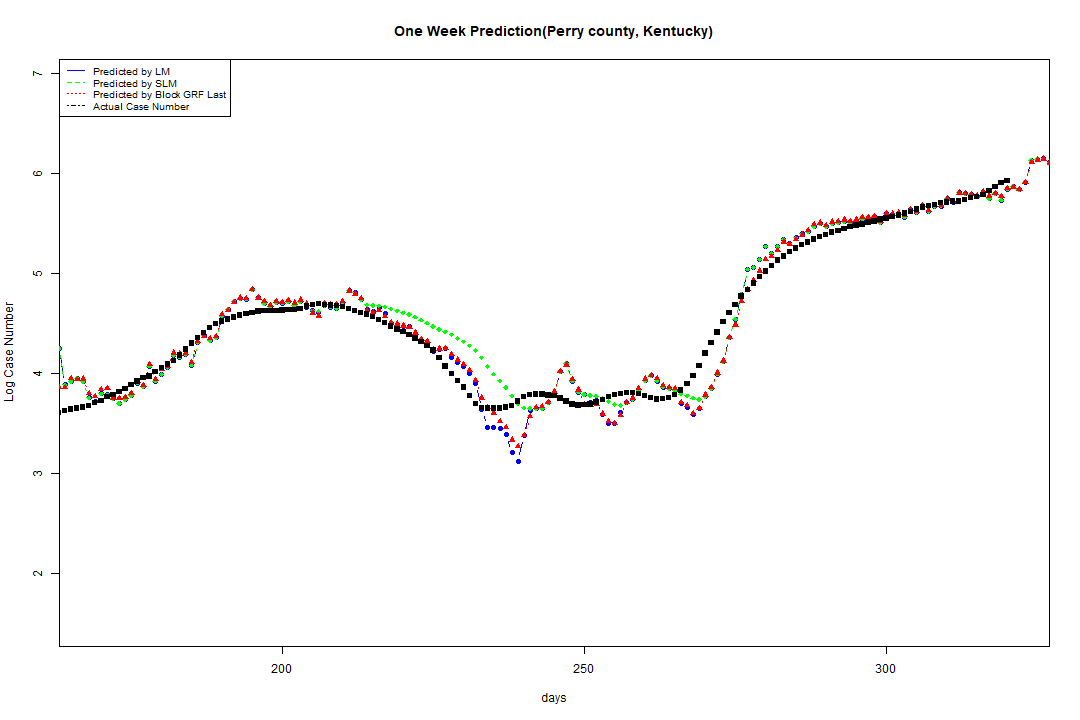 One Week Prediction(Perry county, Kentucky)
Predicted by LM
Predicted by SLM
Predicted by Block GRF Last
Actual Case Number
7
6
5
4
3
2
Log Case Number
200
250
300
days